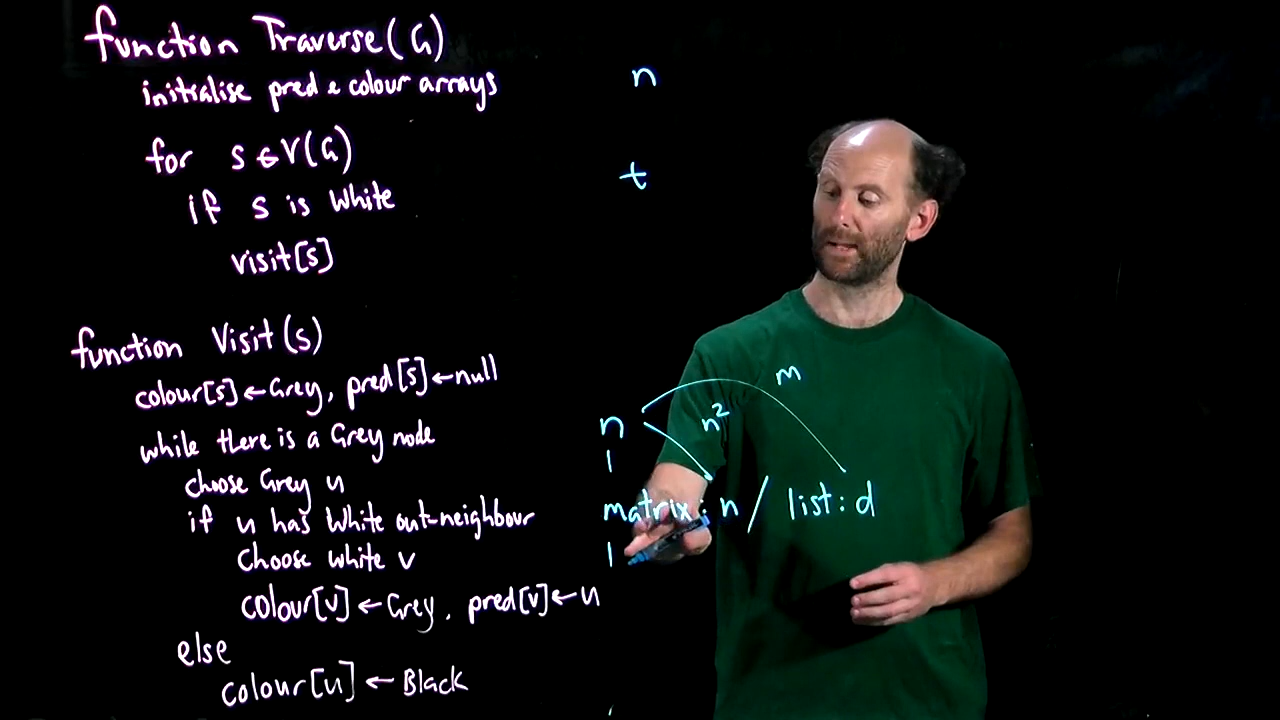 function Traverse(G)
initialise pred & colour arrays
n
for s ∈ V(G)
t
if s is White
visit[s]
function Visit(s)
colour[s] ← Grey, pred[s] ← null
m
n
n²
while there is a Grey node
1
choose Grey u
if u has White out-neighbour
matrix: n / list: d
choose white v
1
colour[v] ← Grey, pred[v] ← u
else
colour[u] ← Black